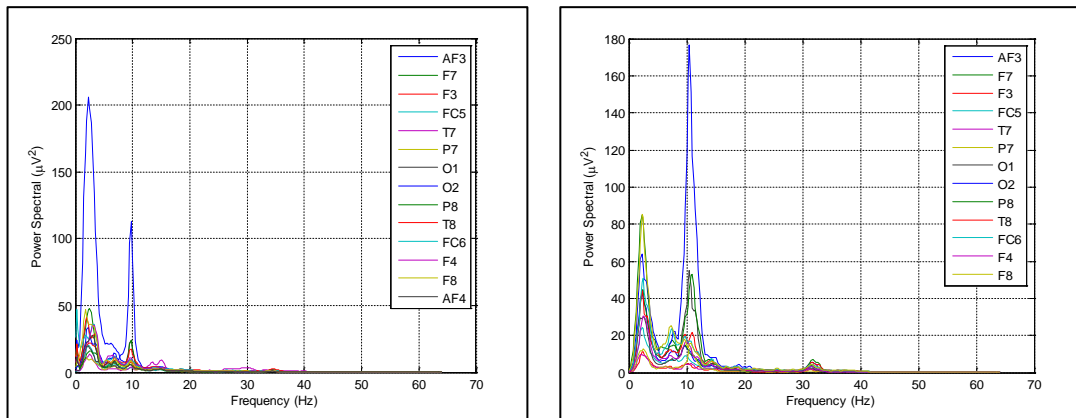 250
200
150
100
50
0
0 10 20 30 40 50 60 70
Power Spectral (μV²)
Frequency (Hz)
AF3
F7
F3
FC5
T7
P7
O1
O2
P8
T8
FC6
F4
F8
AF4
180
160
140
120
100
80
60
40
20
0
0 10 20 30 40 50 60 70
Power Spectral (μV²)
Frequency (Hz)
AF3
F7
F3
FC5
T7
P7
O1
O2
P8
T8
FC6
F4
F8